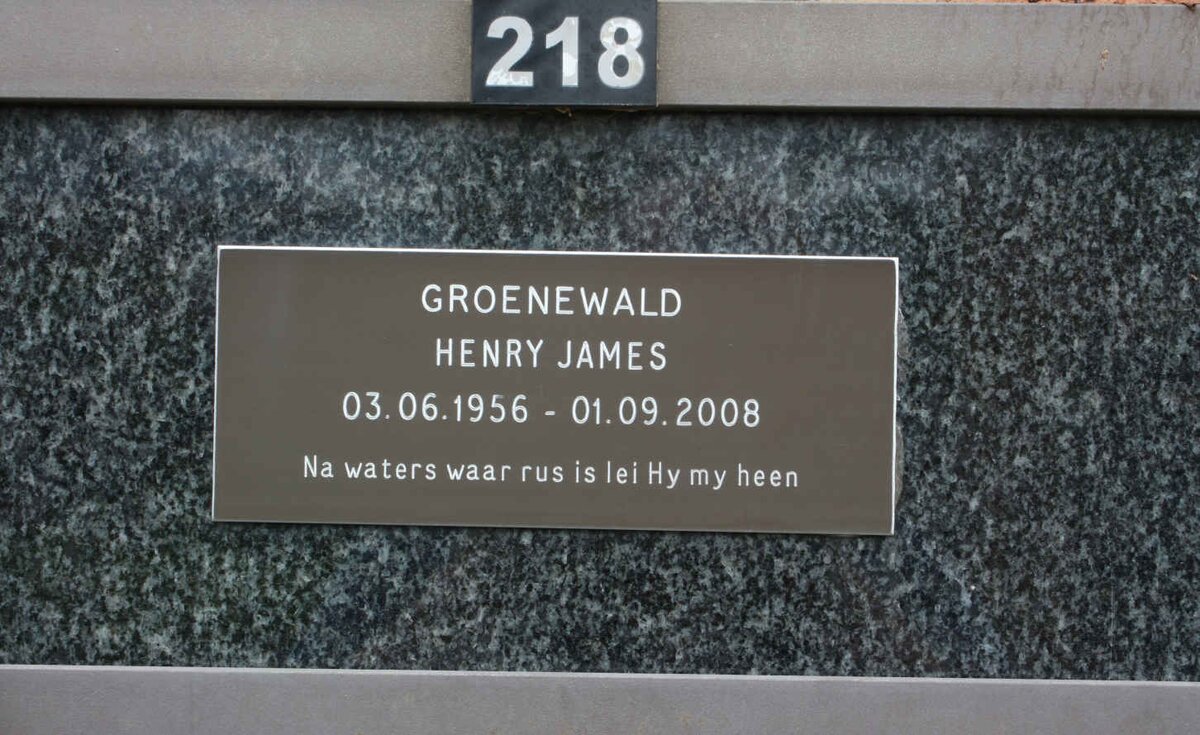 218
GROENEWALD
HENRY JAMES
03.06.1956 - 01.09.2008
Na waters waar rus is lei Hy my heen